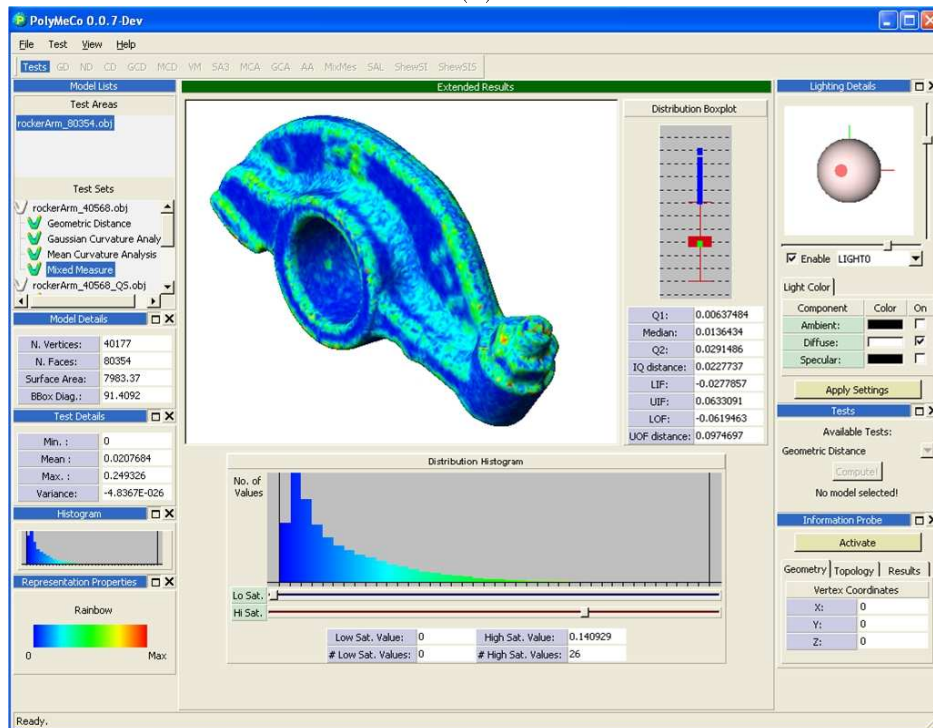 PolyMeCo 0.0.7-Dev
File Test View Help
Tests GD ND CD GCD MCD VM SA3 MCA GCA AA MixMes SAL ShewSI ShewSIS
Model Lists
Test Areas
rockerArm_80354.obj
Test Sets
rockerArm_40568.obj
Geometric Distance
Gaussian Curvature Analy
Mean Curvature Analysis
Mixed Measure
rockerArm_40568_QS.obj
Model Details
N. Vertices: 40177
N. Faces: 80354
Surface Area: 7983.37
BBox Diag.: 91.4092
Test Details
Min. : 0
Mean : 0.0207684
Max. : 0.249326
Variance: -4.8367E-026
Histogram
Representation Properties
Rainbow
0 Max
Extended Results
Distribution Boxplot
Q1: 0.00637484
Median: 0.0136434
Q2: 0.0291486
IQ distance: 0.0227737
LIF: -0.0277857
UIF: 0.0633091
LOF: -0.0619463
UOF distance: 0.0974697
Distribution Histogram
No. of
Values
Lo Sat.
Hi Sat.
Low Sat. Value: 0 High Sat. Value: 0.140929
# Low Sat. Values: 0 # High Sat. Values: 26
Lighting Details
Enable LIGHT0
Light Color
Component Color On
Ambient:
Diffuse:
Specular:
Apply Settings
Tests
Available Tests:
Geometric Distance
Compute!
No model selected!
Information Probe
Activate
Geometry Topology Results
Vertex Coordinates
X: 0
Y: 0
Z: 0
Ready.